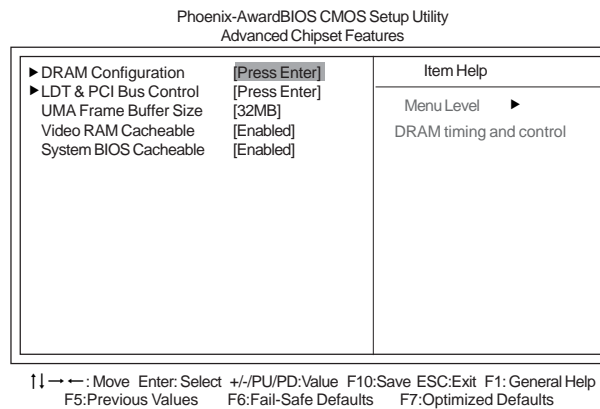 Phoenix-AwardBIOS CMOS Setup Utility
Advanced Chipset Features
▶DRAM Configuration [Press Enter]
▶LDT & PCI Bus Control [Press Enter]
UMA Frame Buffer Size [32MB]
Video RAM Cacheable [Enabled]
System BIOS Cacheable [Enabled]
Item Help
Menu Level ▶
DRAM timing and control
↑↓→←: Move Enter: Select +/-/PU/PD:Value F10:Save ESC:Exit F1: General Help
F5:Previous Values F6:Fail-Safe Defaults F7:Optimized Defaults